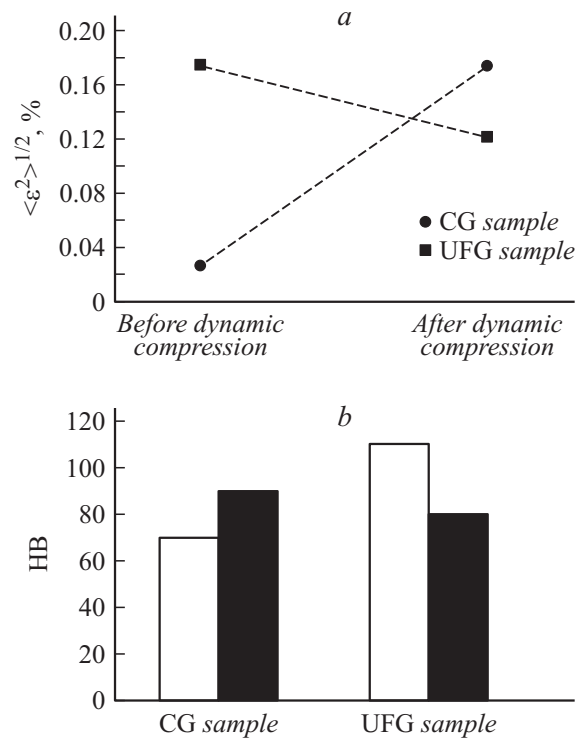 a
0.20
0.16
0.12
0.08
0.04
0
<ε²>¹/², %
CG sample
UFG sample
Before dynamic
compression
After dynamic
compression
b
120
100
80
60
40
20
0
HB
CG sample
UFG sample